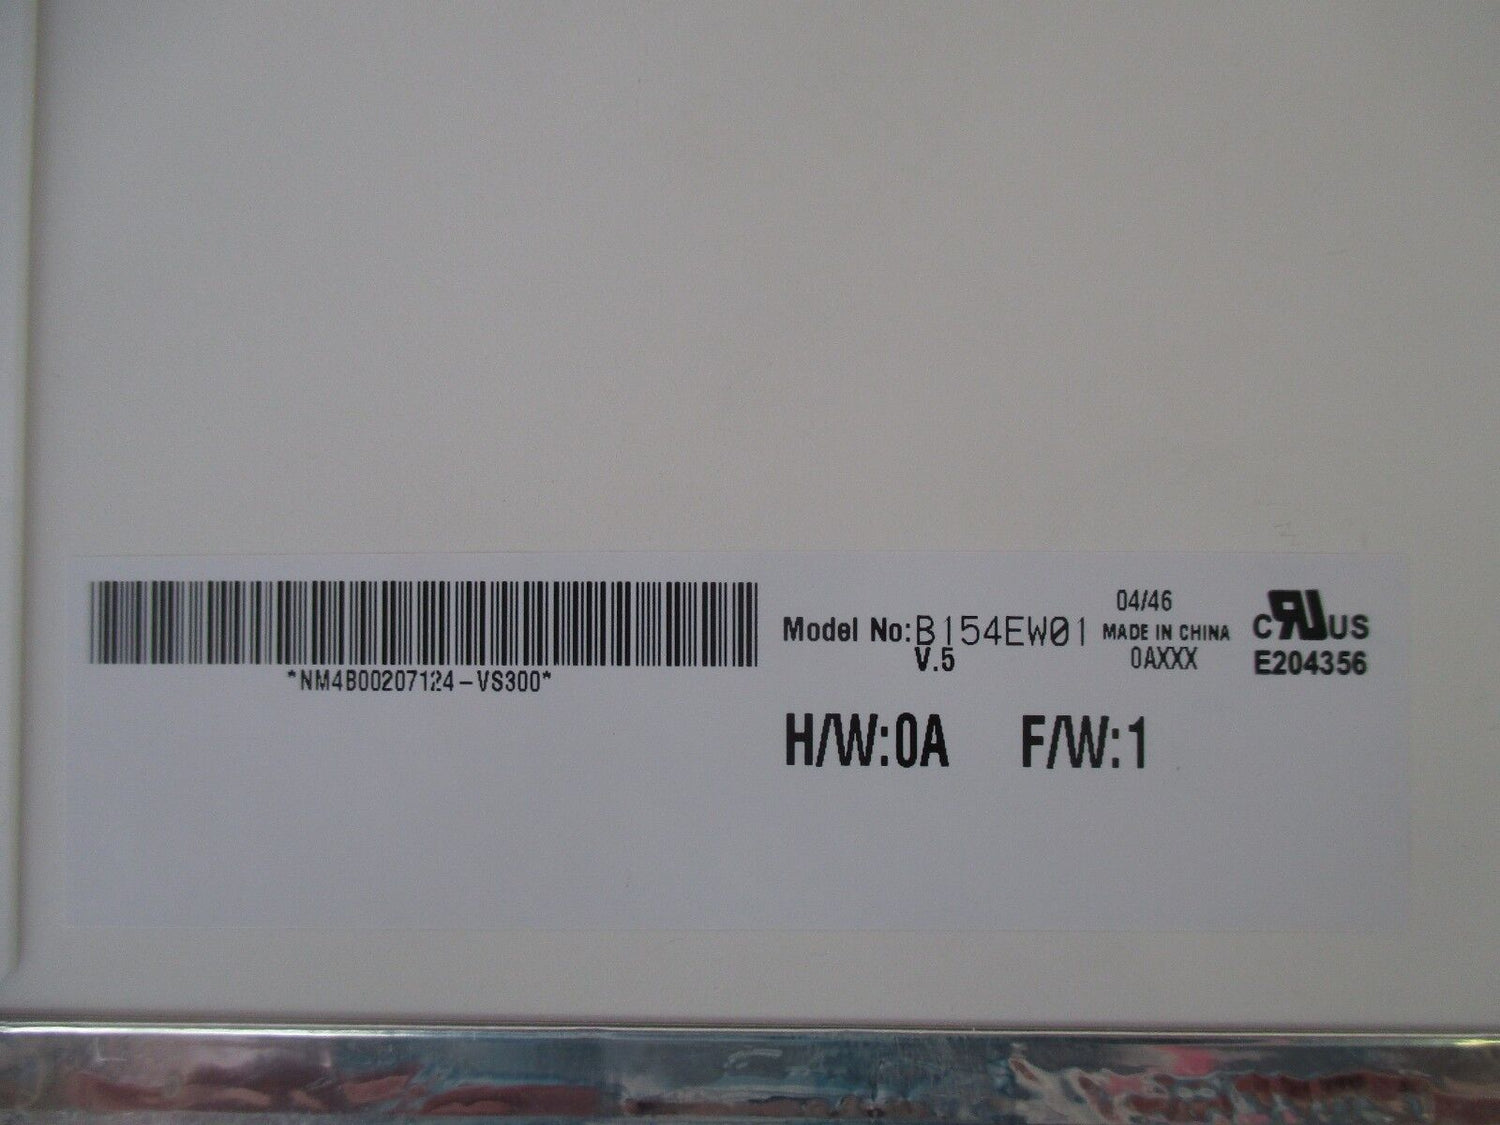 *NM4B00207124-VS300*
Model No:B154EW01
V.5
04/46
MADE IN CHINA
0AXXX
C RU US
E204356
H/W:0A F/W:1